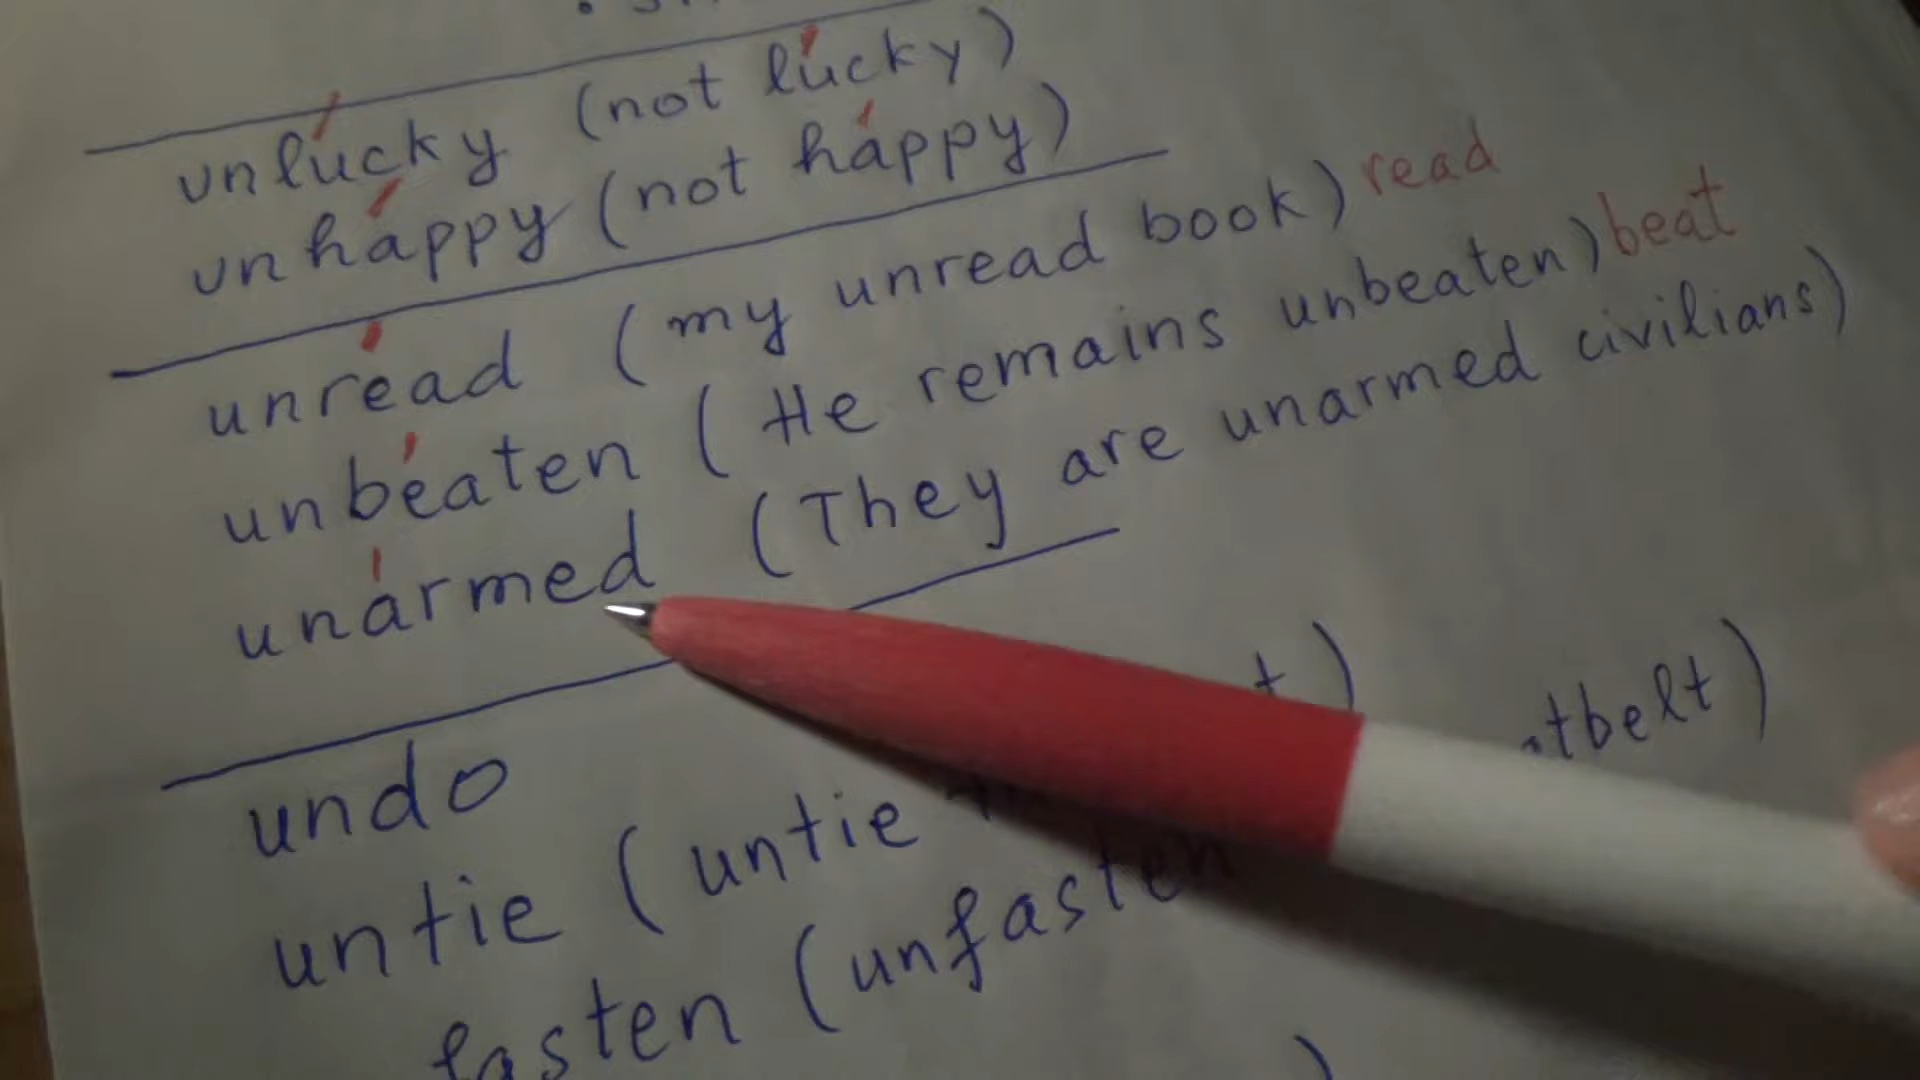 unlucky (not lucky)
unhappy (not happy)
unread (my unread book) read
unbeaten (He remains unbeaten) beat
unarmed (They are unarmed civilians)
undo
untie (untie
fasten (unfasten